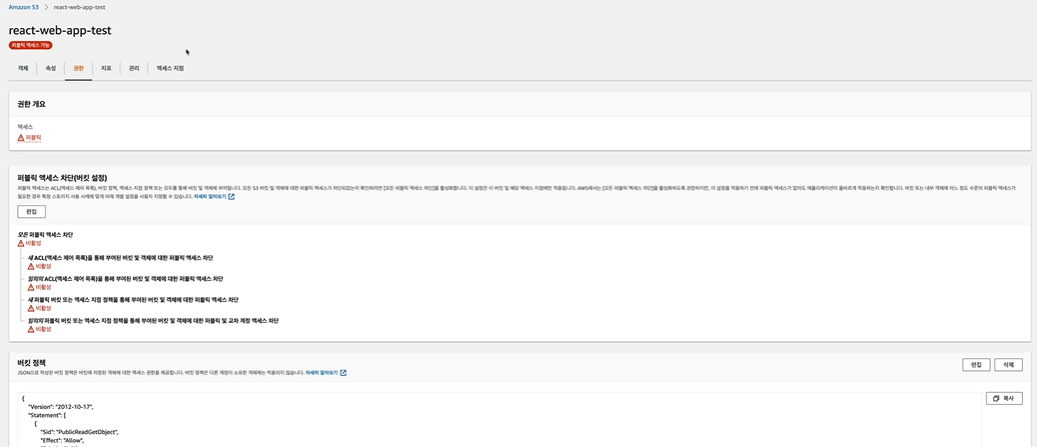 Amazon S3 > react-web-app-test
react-web-app-test
퍼블릭 액세스 가능
객체 속성 권한 지표 관리 액세스 지점
권한 개요
액세스
퍼블릭
퍼블릭 액세스 차단(버킷 설정)
퍼블릭 액세스는 ACL(액세스 제어 목록), 버킷 정책, 액세스 지점 정책 또는 모두를 통해 버킷 및 객체에 부여됩니다. 모든 S3 버킷 및 객체에 대한 퍼블릭 액세스가 차단되었는지 확인하려면 [모든 퍼블릭 액세스 차단]을 활성화합니다. 이 설정은 이 버킷 및 해당 액세스 지점에만 적용됩니다. AWS에서는 [모든 퍼블릭 액세스 차단]을 활성화하도록 권장하지만, 이 설정을 적용하기 전에 퍼블릭 액세스가 없어도 애플리케이션이 올바르게 작동하는지 확인합니다. 버킷 또는 내부 객체에 어느 정도 수준의 퍼블릭 액세스가
필요한 경우 특정 스토리지 사용 사례에 맞게 아래 개별 설정을 사용자 지정할 수 있습니다. 자세히 알아보기
편집
모든 퍼블릭 액세스 차단
비활성
새 ACL(액세스 제어 목록)을 통해 부여된 버킷 및 객체에 대한 퍼블릭 액세스 차단
비활성
임의의 ACL(액세스 제어 목록)을 통해 부여된 버킷 및 객체에 대한 퍼블릭 액세스 차단
비활성
새 퍼블릭 버킷 또는 액세스 지점 정책을 통해 부여된 버킷 및 객체에 대한 퍼블릭 액세스 차단
비활성
임의의 퍼블릭 버킷 또는 액세스 지점 정책을 통해 부여된 버킷 및 객체에 대한 퍼블릭 및 교차 계정 액세스 차단
비활성
버킷 정책 편집 삭제
JSON으로 작성된 버킷 정책은 버킷에 저장된 객체에 대한 액세스 권한을 제공합니다. 버킷 정책은 다른 계정이 소유한 객체에는 적용되지 않습니다. 자세히 알아보기
복사
{
"Version": "2012-10-17",
"Statement": [
{
"Sid": "PublicReadGetObject",
"Effect": "Allow",